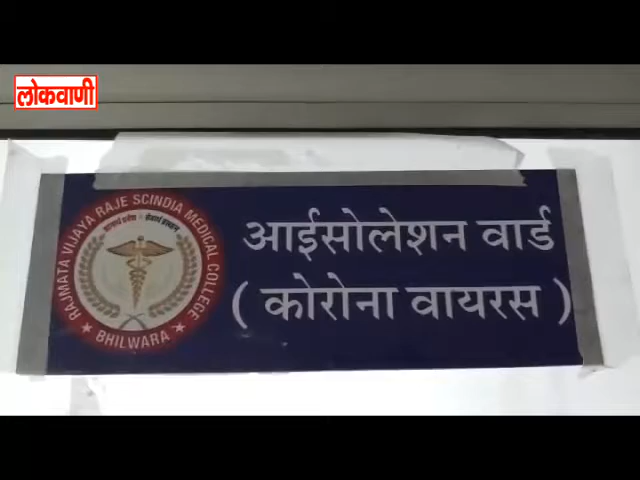 लोकवाणी
RAJMATA VIJAYA RAJE SCINDIA MEDICAL COLLEGE
★ BHILWARA ★
आईसोलेशन वार्ड
( कोरोना वायरस )